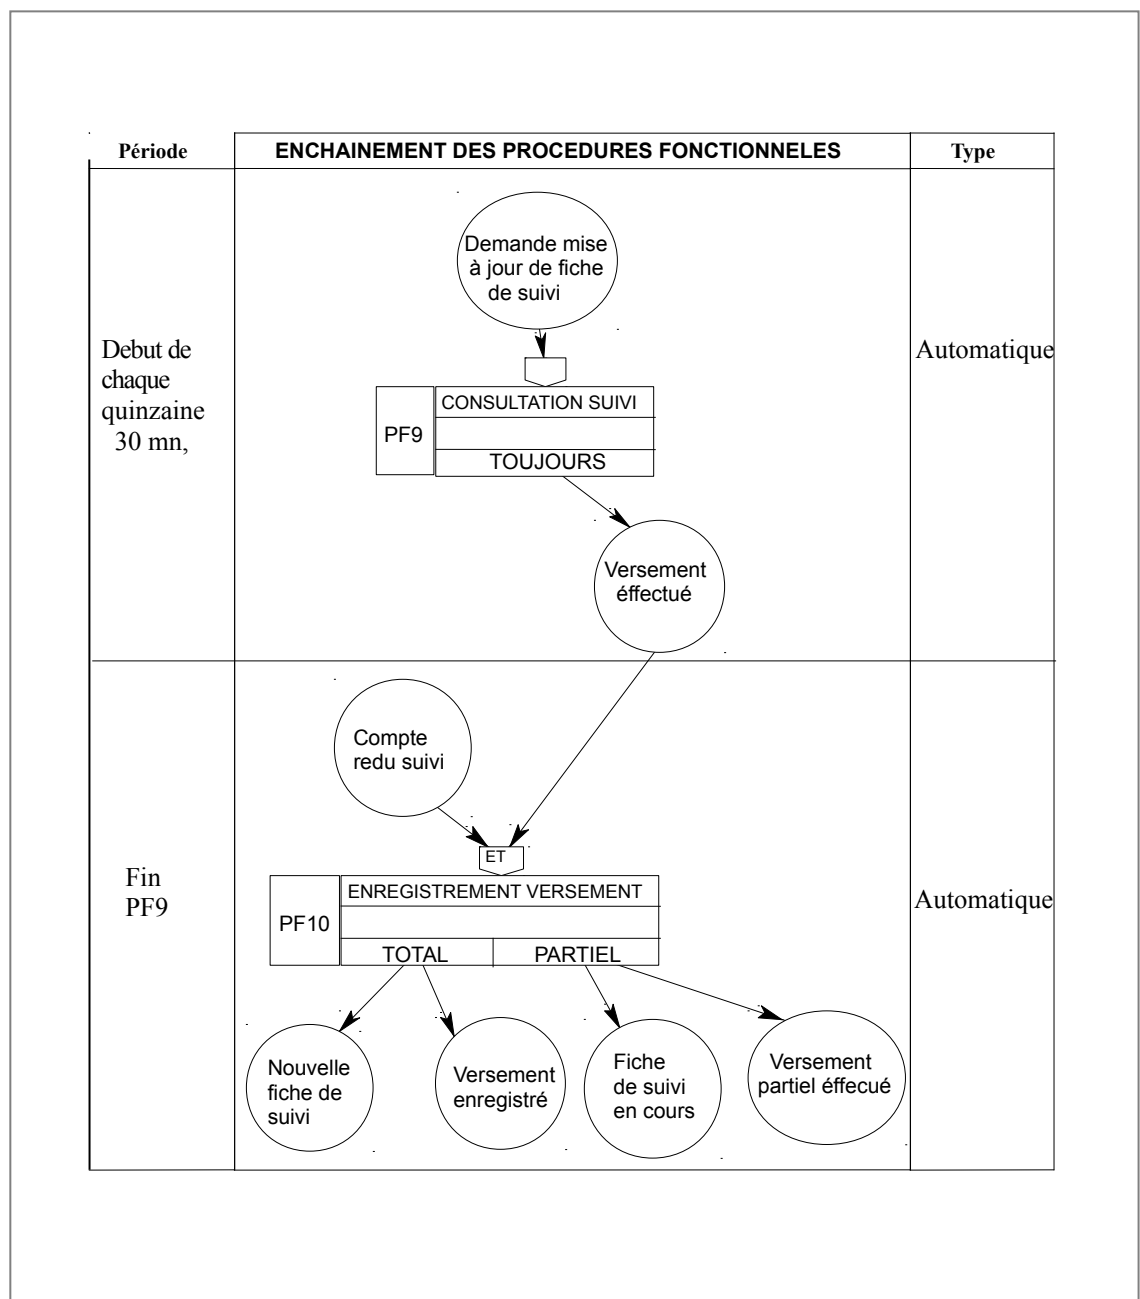 Période
ENCHAINEMENT DES PROCEDURES FONCTIONNELES
Type
Demande mise
à jour de fiche
de suivi
Debut de
chaque
quinzaine
30 mn,
Automatique
CONSULTATION SUIVI
PF9
TOUJOURS
Versement
éffectué
Compte
redu suivi
ET
Fin
PF9
Automatique
ENREGISTREMENT VERSEMENT
PF10
TOTAL
PARTIEL
Nouvelle
fiche de
suivi
Versement
enregistré
Fiche
de suivi
en cours
Versement
partiel éffecué